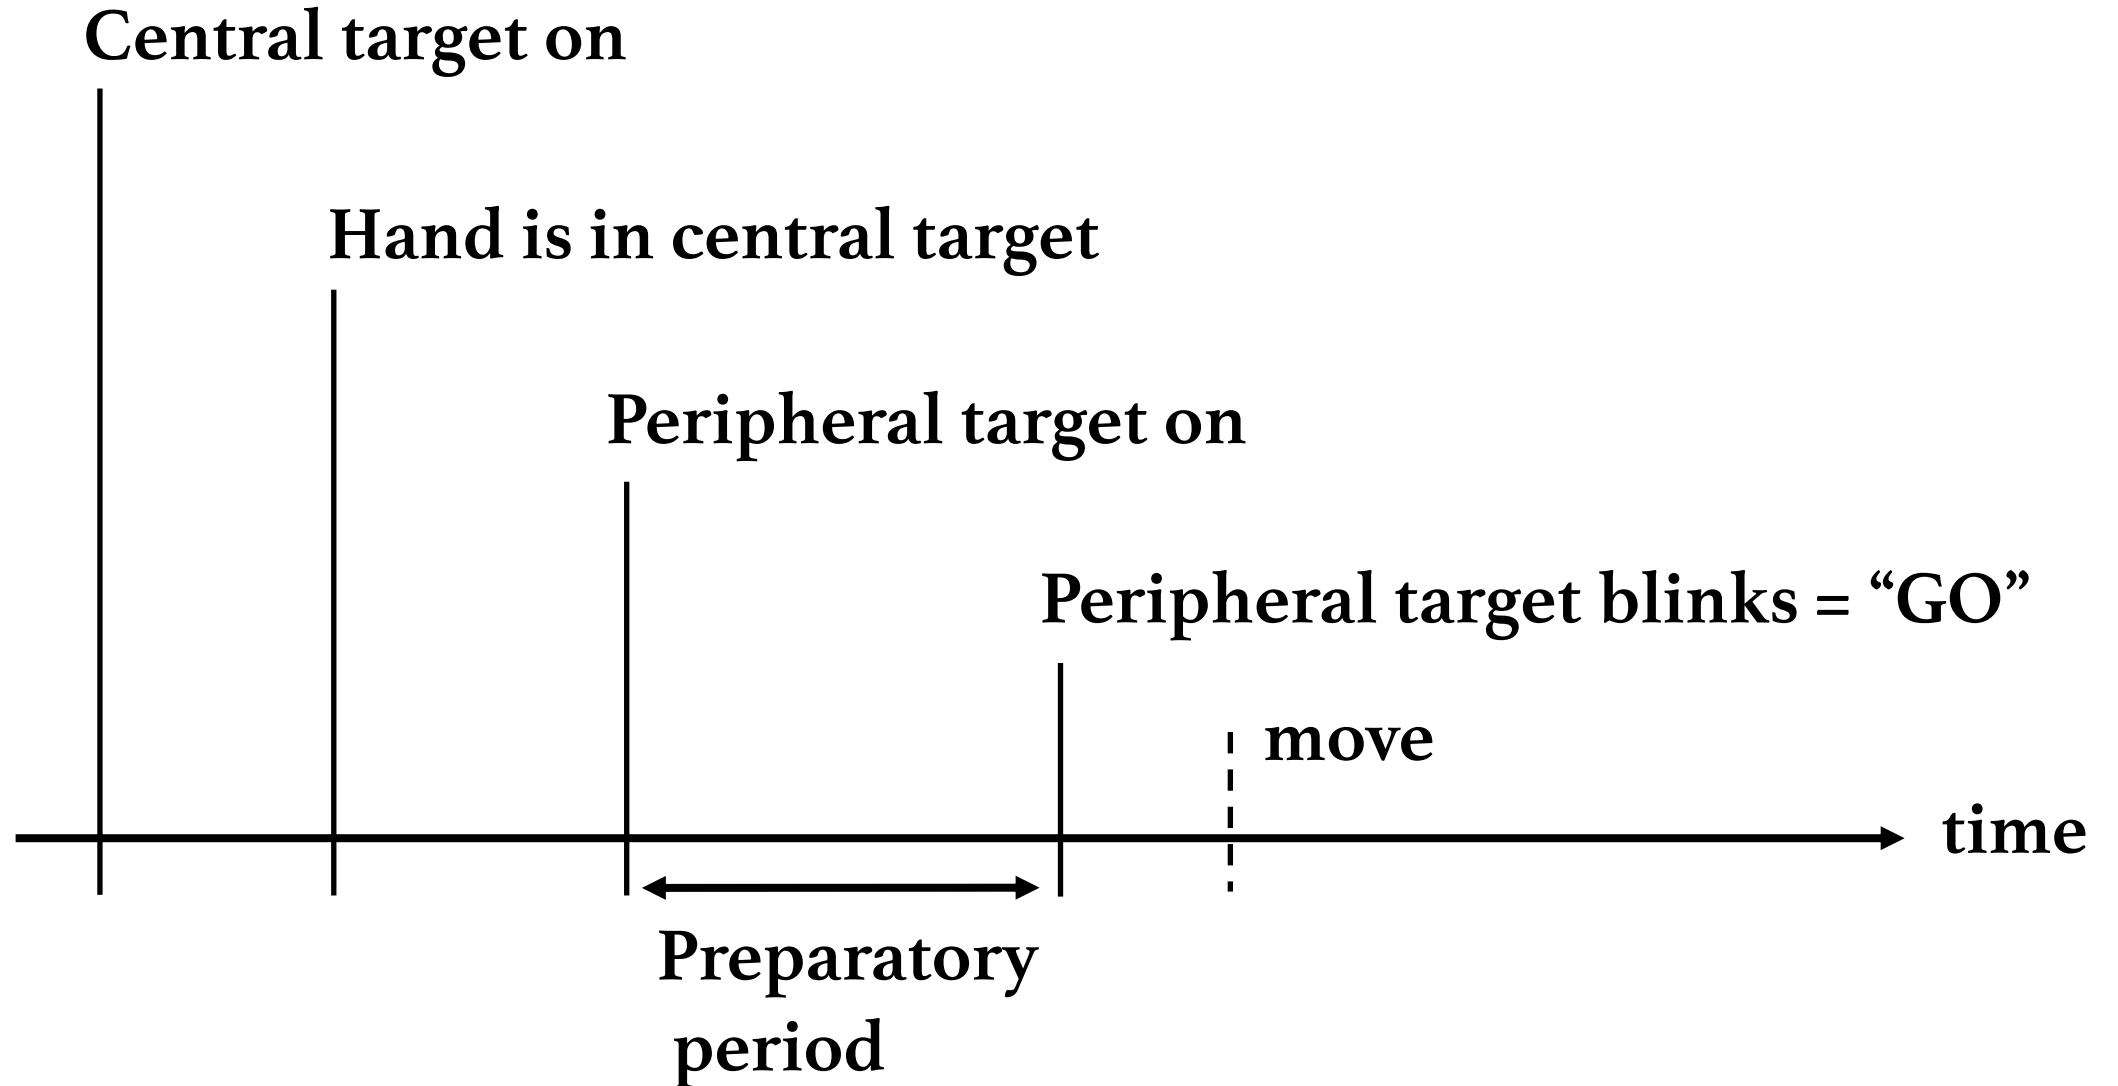 Central target on
Hand is in central target
Peripheral target on
Peripheral target blinks = “GO”
move
time
Preparatory
period